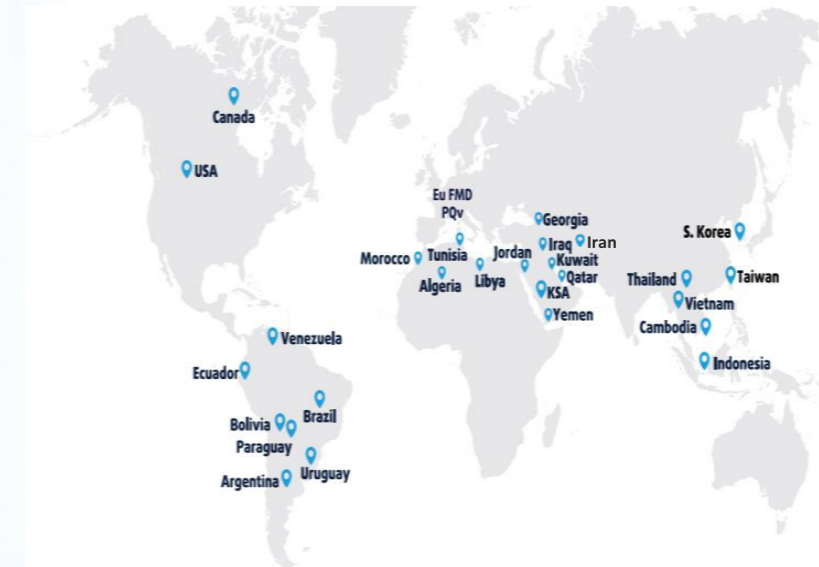 Canada
USA
Eu FMD
PQv
Georgia
S. Korea
Iraq
Iran
Morocco
Tunisia
Jordan
Kuwait
Algeria
Libya
Qatar
Thailand
Taiwan
KSA
Vietnam
Yemen
Cambodia
Venezuela
Indonesia
Ecuador
Brazil
Bolivia
Paraguay
Uruguay
Argentina